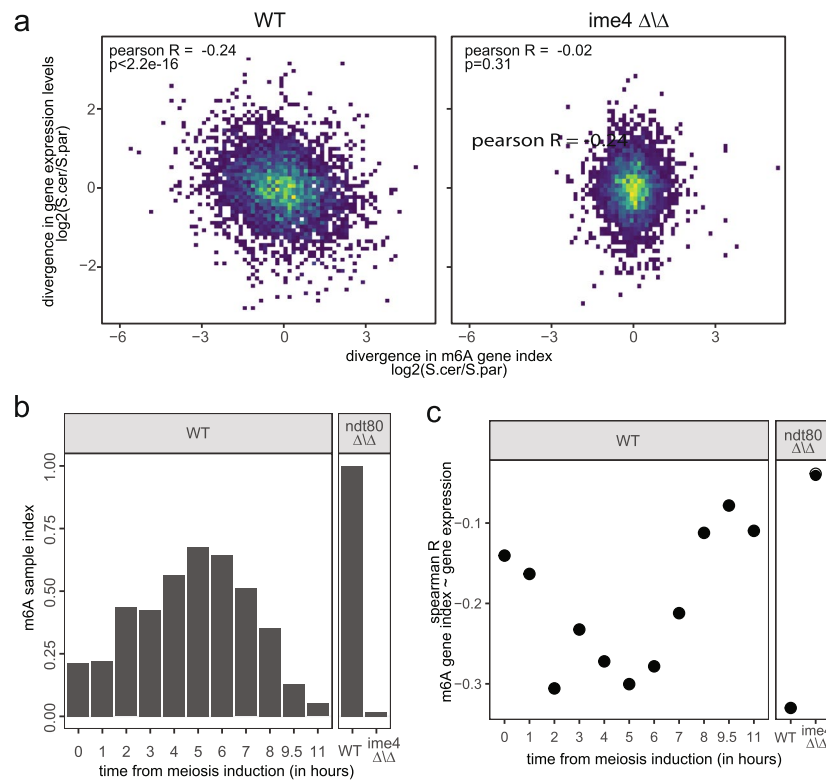 a
WT
ime4 Δ\Δ
pearson R = -0.24
p<2.2e-16
pearson R = -0.02
p=0.31
pearson R = -0.24
divergence in gene expression levels
log2(S.cer/S.par)
2
0
−2
−6
−3
0
3
−6
−3
0
3
divergence in m6A gene index
log2(S.cer/S.par)
b
WT
ndt80
Δ\Δ
m6A sample index
1.00
0.75
0.50
0.25
0.00
0 1 2 3 4 5 6 7 8 9.5 11
WT ime4
Δ\Δ
time from meiosis induction (in hours)
c
WT
ndt80
Δ\Δ
spearman R
m6A gene index ~ gene expression
−0.1
−0.2
−0.3
0 1 2 3 4 5 6 7 8 9.5 11
WT ime4
Δ\Δ
time from meiosis induction (in hours)